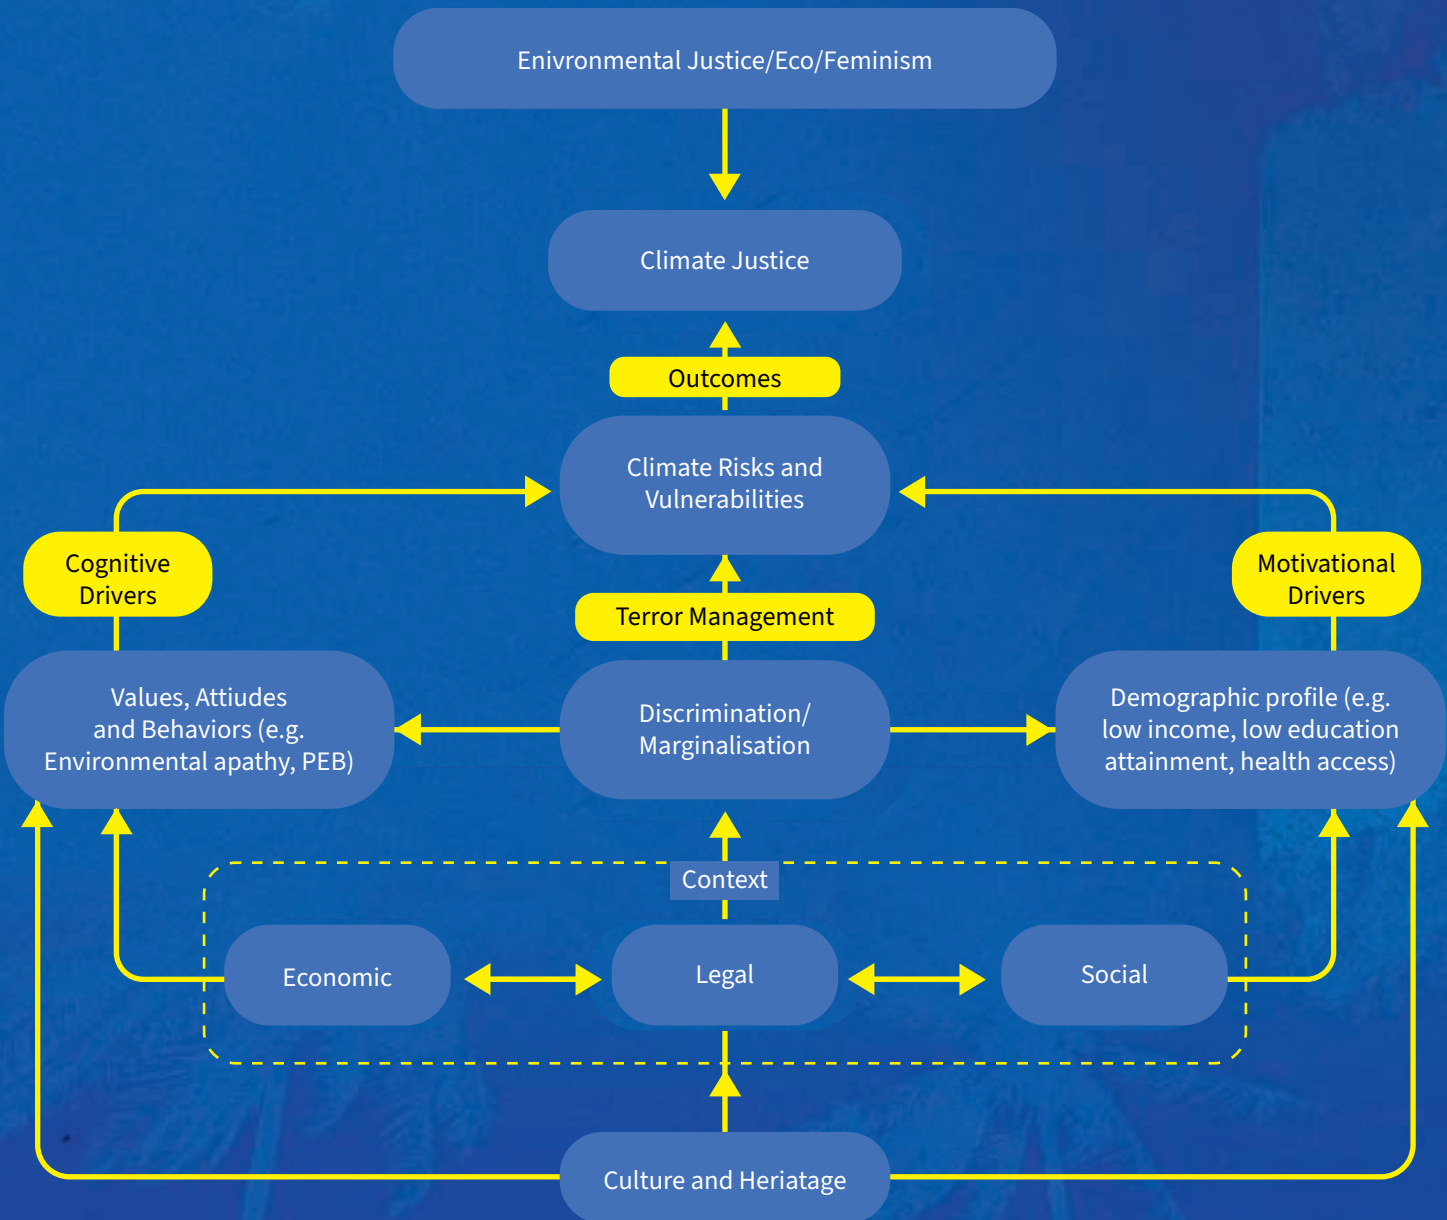 Enivronmental Justice/Eco/Feminism
Climate Justice
Outcomes
Climate Risks and
Vulnerabilities
Cognitive
Drivers
Motivational
Drivers
Terror Management
Values, Attiudes
and Behaviors (e.g.
Environmental apathy, PEB)
Discrimination/
Marginalisation
Demographic profile (e.g.
low income, low education
attainment, health access)
Context
Economic
Legal
Social
Culture and Heriatage